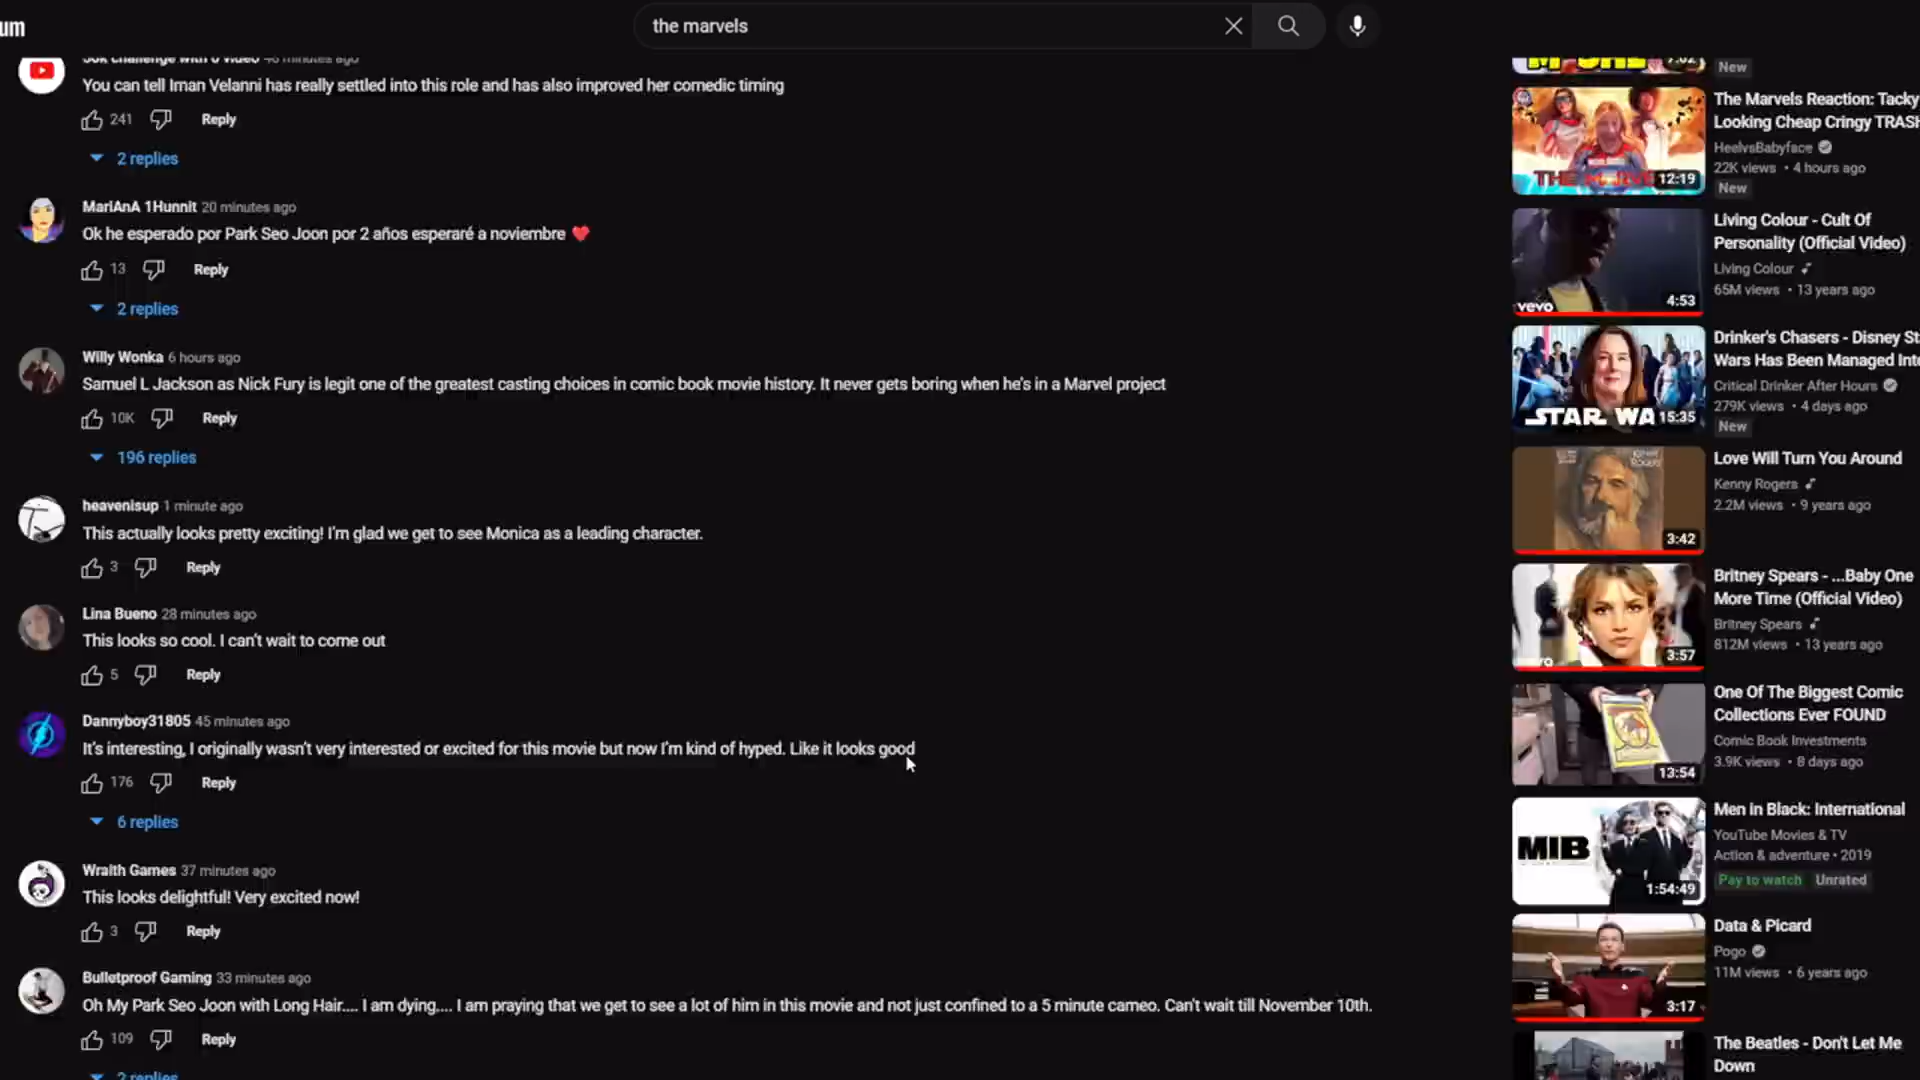 um
the marvels
50k challenge with 0 video 48 minutes ago
You can tell Iman Velanni has really settled into this role and has also improved her comedic timing
241 Reply
2 replies
MariAnA 1Hunnit 20 minutes ago
Ok he esperado por Park Seo Joon por 2 años esperaré a noviembre ❤️
13 Reply
2 replies
Willy Wonka 6 hours ago
Samuel L Jackson as Nick Fury is legit one of the greatest casting choices in comic book movie history. It never gets boring when he's in a Marvel project
10K Reply
196 replies
heavenisup 1 minute ago
This actually looks pretty exciting! I'm glad we get to see Monica as a leading character.
3 Reply
Lina Bueno 28 minutes ago
This looks so cool. I can't wait to come out
5 Reply
Dannyboy31805 45 minutes ago
It's interesting, I originally wasn't very interested or excited for this movie but now I'm kind of hyped. Like it looks good
176 Reply
6 replies
Wraith Games 37 minutes ago
This looks delightful! Very excited now!
3 Reply
Bulletproof Gaming 33 minutes ago
Oh My Park Seo Joon with Long Hair.... I am dying.... I am praying that we get to see a lot of him in this movie and not just confined to a 5 minute cameo. Can't wait till November 10th.
109 Reply
2 replies
7:02
New
The Marvels Reaction: Tacky
Looking Cheap Cringy TRASH
HeelvsBabyface
22K views • 4 hours ago
New
12:19
Living Colour - Cult Of
Personality (Official Video)
Living Colour
65M views • 13 years ago
vevo
4:53
Drinker's Chasers - Disney St
Wars Has Been Managed Int
Critical Drinker After Hours
279K views • 4 days ago
New
STAR WA
15:35
Love Will Turn You Around
Kenny Rogers
2.2M views • 9 years ago
KENNY
ROGERS
3:42
Britney Spears - ...Baby One
More Time (Official Video)
Britney Spears
812M views • 13 years ago
3:57
One Of The Biggest Comic
Collections Ever FOUND
Comic Book Investments
3.9K views • 8 days ago
13:54
Men in Black: International
YouTube Movies & TV
Action & adventure • 2019
Pay to watch Unrated
MIB
1:54:49
Data & Picard
Pogo
11M views • 6 years ago
3:17
The Beatles - Don't Let Me
Down